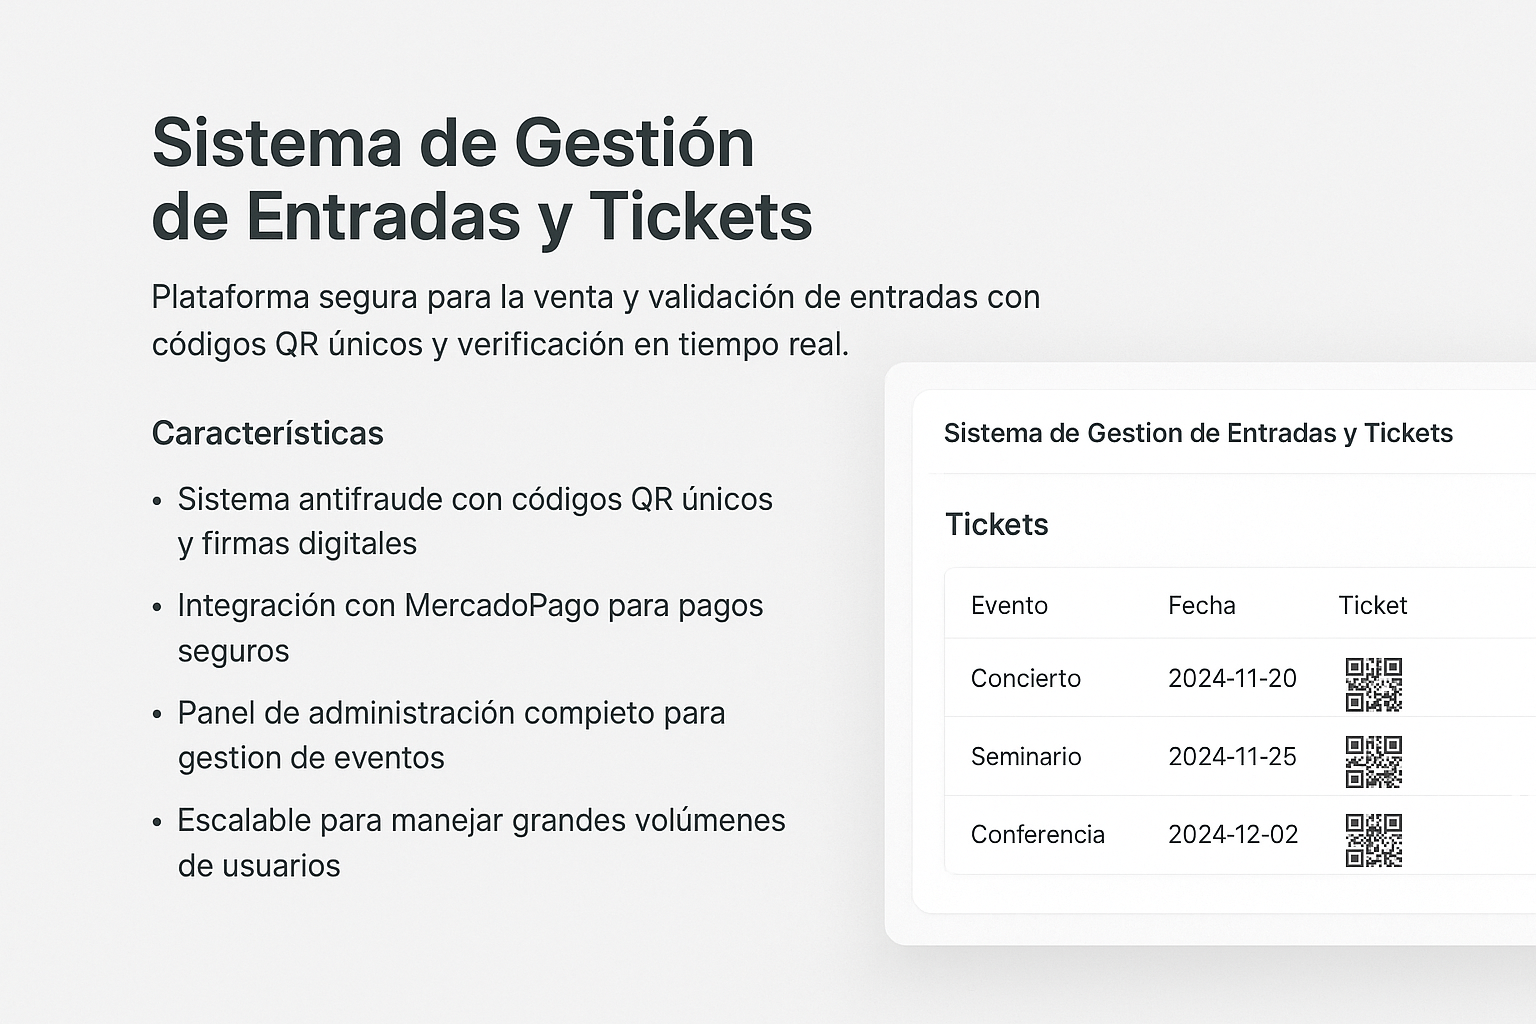 Sistema de Gestión
de Entradas y Tickets
Plataforma segura para la venta y validación de entradas con
códigos QR únicos y verificación en tiempo real.
Características
• Sistema antifraude con códigos QR únicos
y firmas digitales
• Integración con MercadoPago para pagos
seguros
• Panel de administración compieto para
gestion de eventos
• Escalable para manejar grandes volúmenes
de usuarios
Sistema de Gestion de Entradas y Tickets
Tickets
Evento Fecha Ticket
Concierto 2024-11-20
Seminario 2024-11-25
Conferencia 2024-12-02